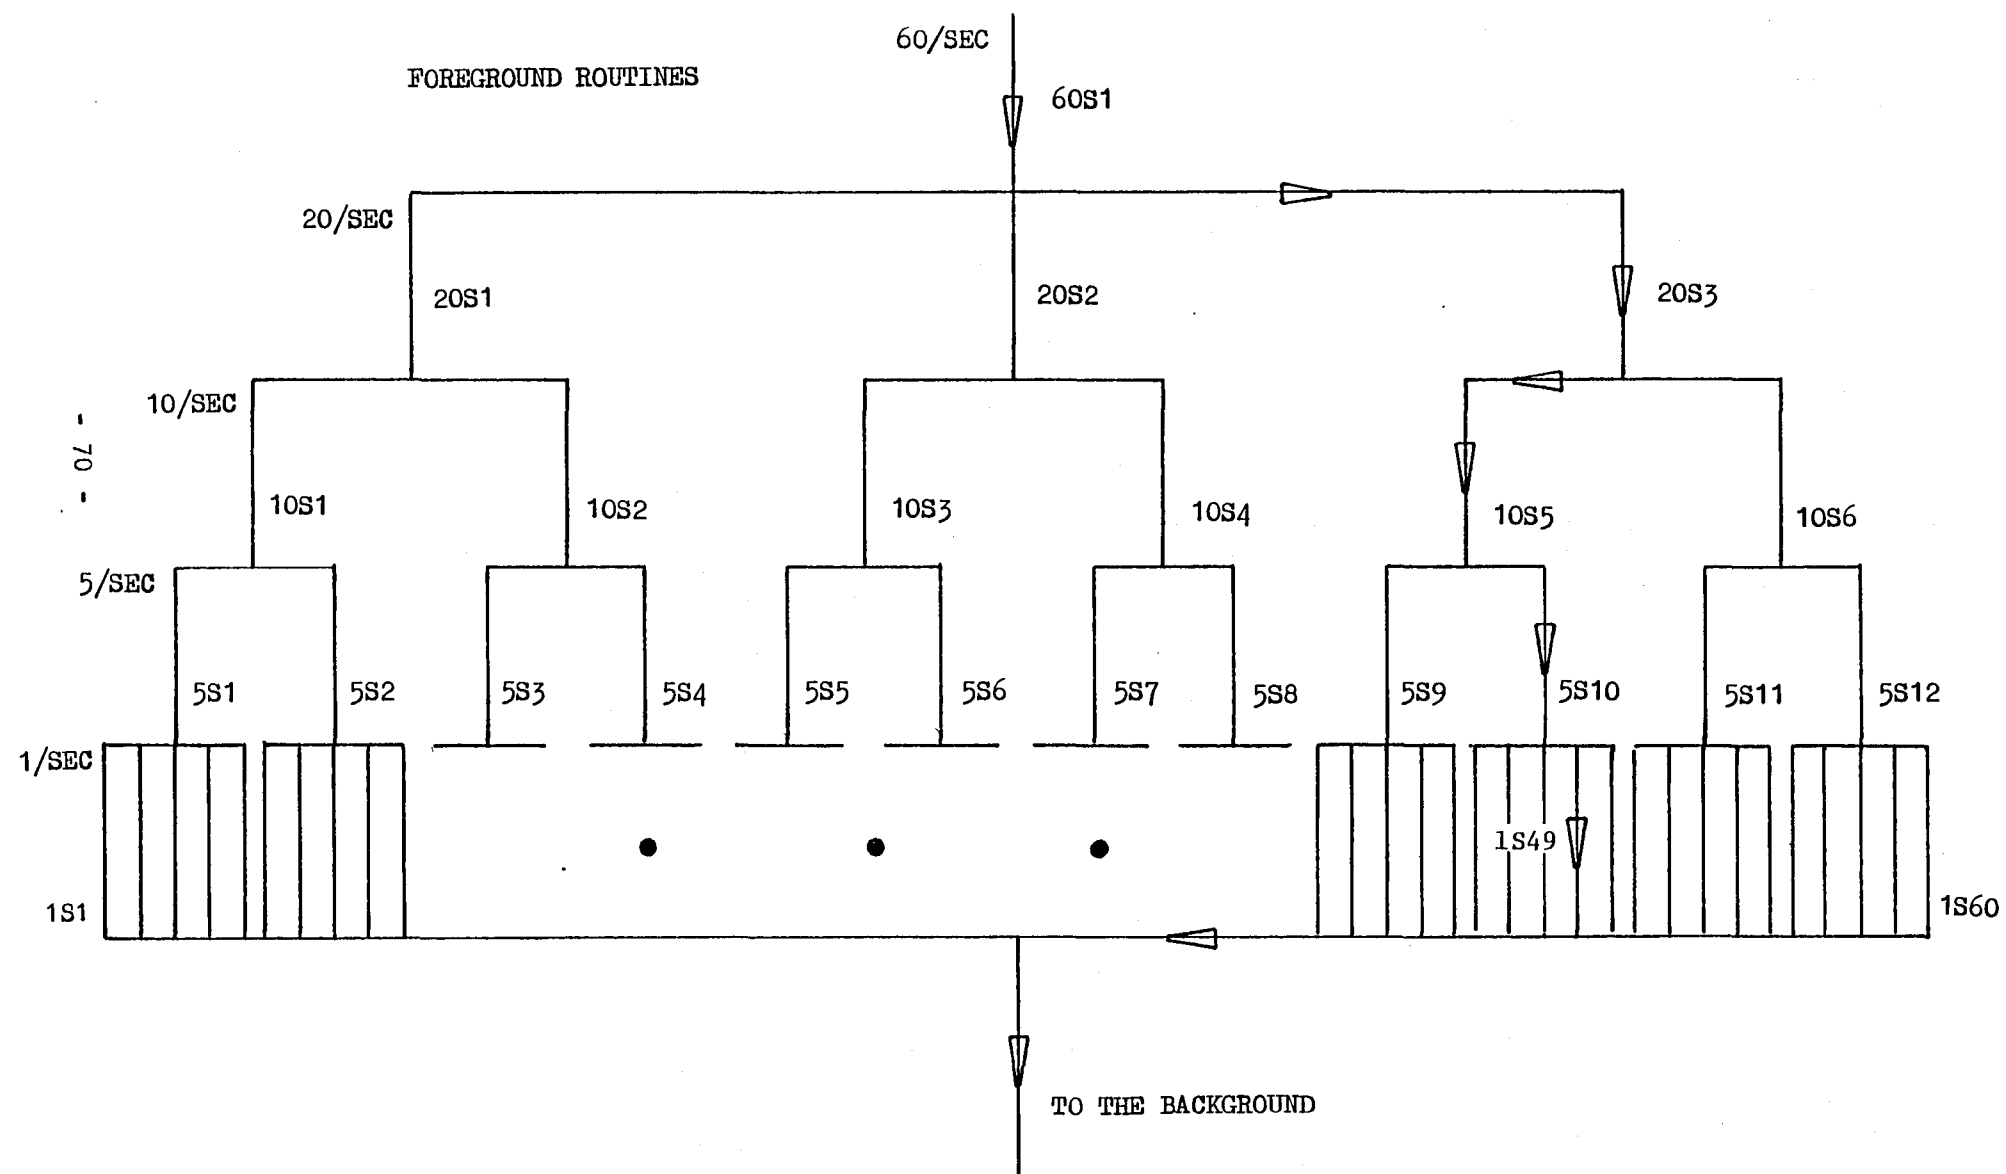 60/SEC
FOREGROUND ROUTINES
60S1
20/SEC
20S1
20S2
20S3
10/SEC
- 70 -
10S1
10S2
10S3
10S4
10S5
10S6
5/SEC
5S1
5S2
5S3
5S4
5S5
5S6
5S7
5S8
5S9
5S10
5S11
5S12
1/SEC
1S49
1S1
1S60
TO THE BACKGROUND